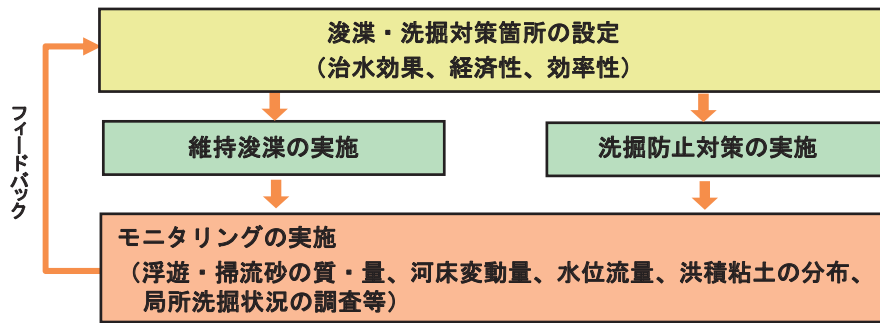 浚渫・洗掘対策箇所の設定
（治水効果、経済性、効率性）
維持浚渫の実施
洗掘防止対策の実施
フィードバック
モニタリングの実施
（浮遊・掃流砂の質・量、河床変動量、水位流量、洪積粘土の分布、
局所洗掘状況の調査等）